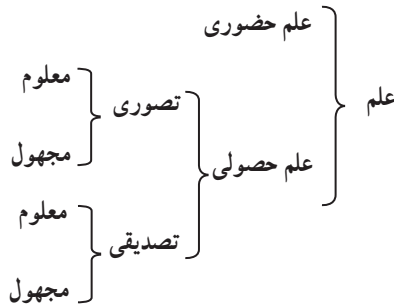 علم
علم حضوری
علم حصولی
تصوری
معلوم
مجهول
تصدیقی
معلوم
مجهول